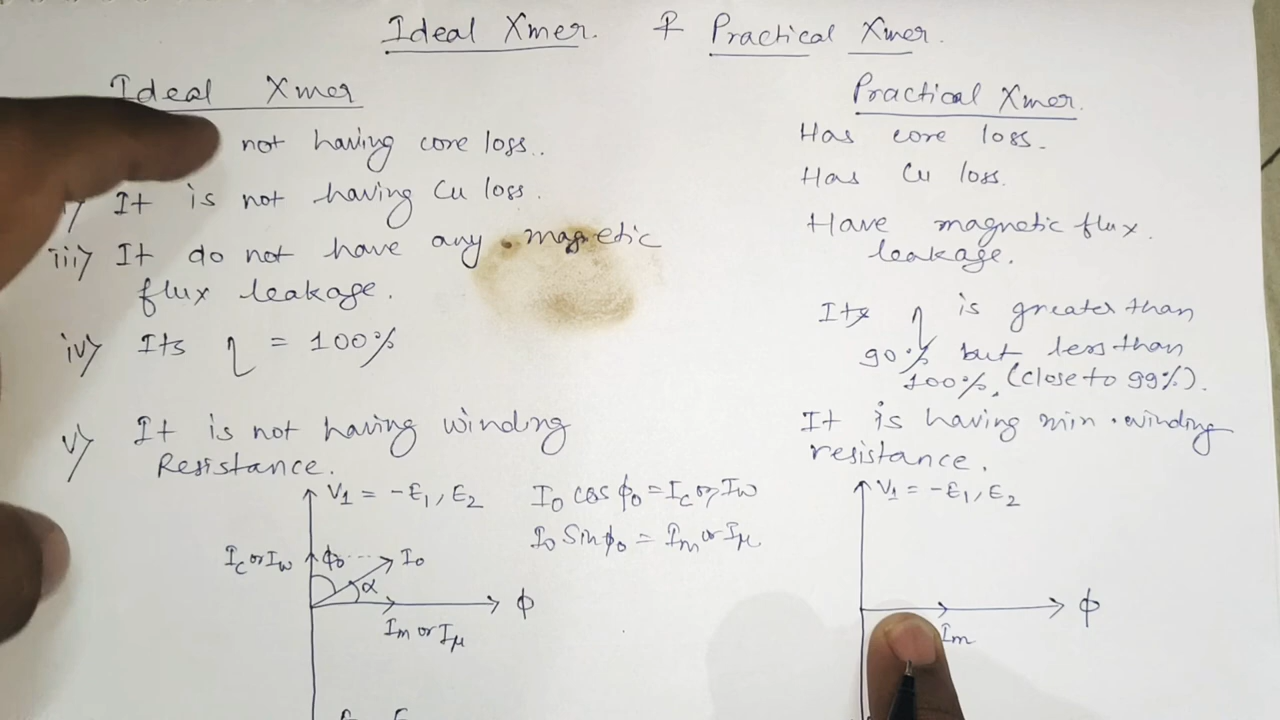 Ideal Xmer. & Practical Xmer.
Ideal Xmer
not having core loss..
It is not having Cu loss.
iii) It do not have any magnetic
flux leakage.
iv) Its η = 100%
v) It is not having winding
Resistance.
V1 = -E1, E2
I0 cos ϕ0 = Ic or Iw
I0 Sin ϕ0 = Im or Iμ
Ic or Iw
ϕ0
I0
α
ϕ
Im or Iμ
Practical Xmer.
Has core loss.
Has Cu loss.
Have magnetic flux.
leakage.
Its η is greater than
90% but less than
100%. (close to 99%).
It is having min. winding
resistance.
V1 = -E1, E2
ϕ
Im